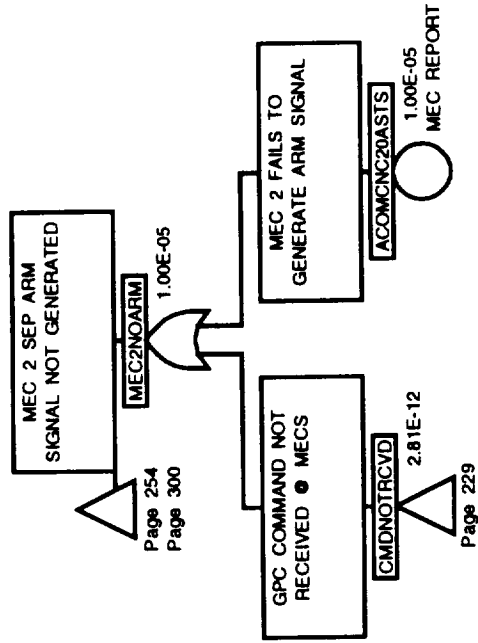 MEC 2 SEP ARM
SIGNAL NOT GENERATED
Page 254
Page 300
MEC2NOARM
1.00E-05
GPC COMMAND NOT
RECEIVED @ MECS
CMDNOTRCVD
2.81E-12
Page 229
MEC 2 FAILS TO
GENERATE ARM SIGNAL
ACOMCNC20ASTS
1.00E-05
MEC REPORT